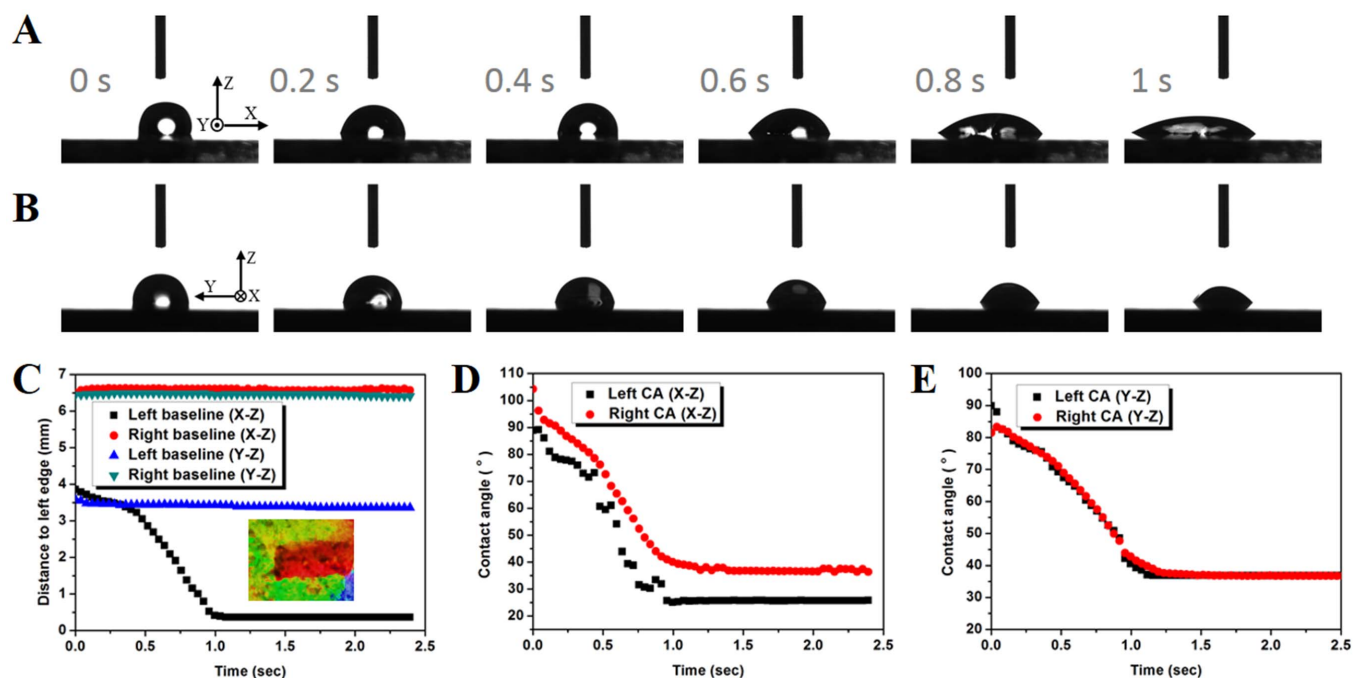 A
0 s
0.2 s
0.4 s
0.6 s
0.8 s
1 s
Z
Y
X
B
Z
Y
X
C
7
6
5
4
3
2
1
0
Distance to left edge (mm)
Left baseline (X-Z)
Right baseline (X-Z)
Left baseline (Y-Z)
Right baseline (Y-Z)
0.0 0.5 1.0 1.5 2.0 2.5
Time (sec)
D
110
100
90
80
70
60
50
40
30
20
Contact angle ( ° )
Left CA (X-Z)
Right CA (X-Z)
0.0 0.5 1.0 1.5 2.0 2.5
Time (sec)
E
100
90
80
70
60
50
40
30
20
Contact angle ( ° )
Left CA (Y-Z)
Right CA (Y-Z)
0.0 0.5 1.0 1.5 2.0 2.5
Time (sec)